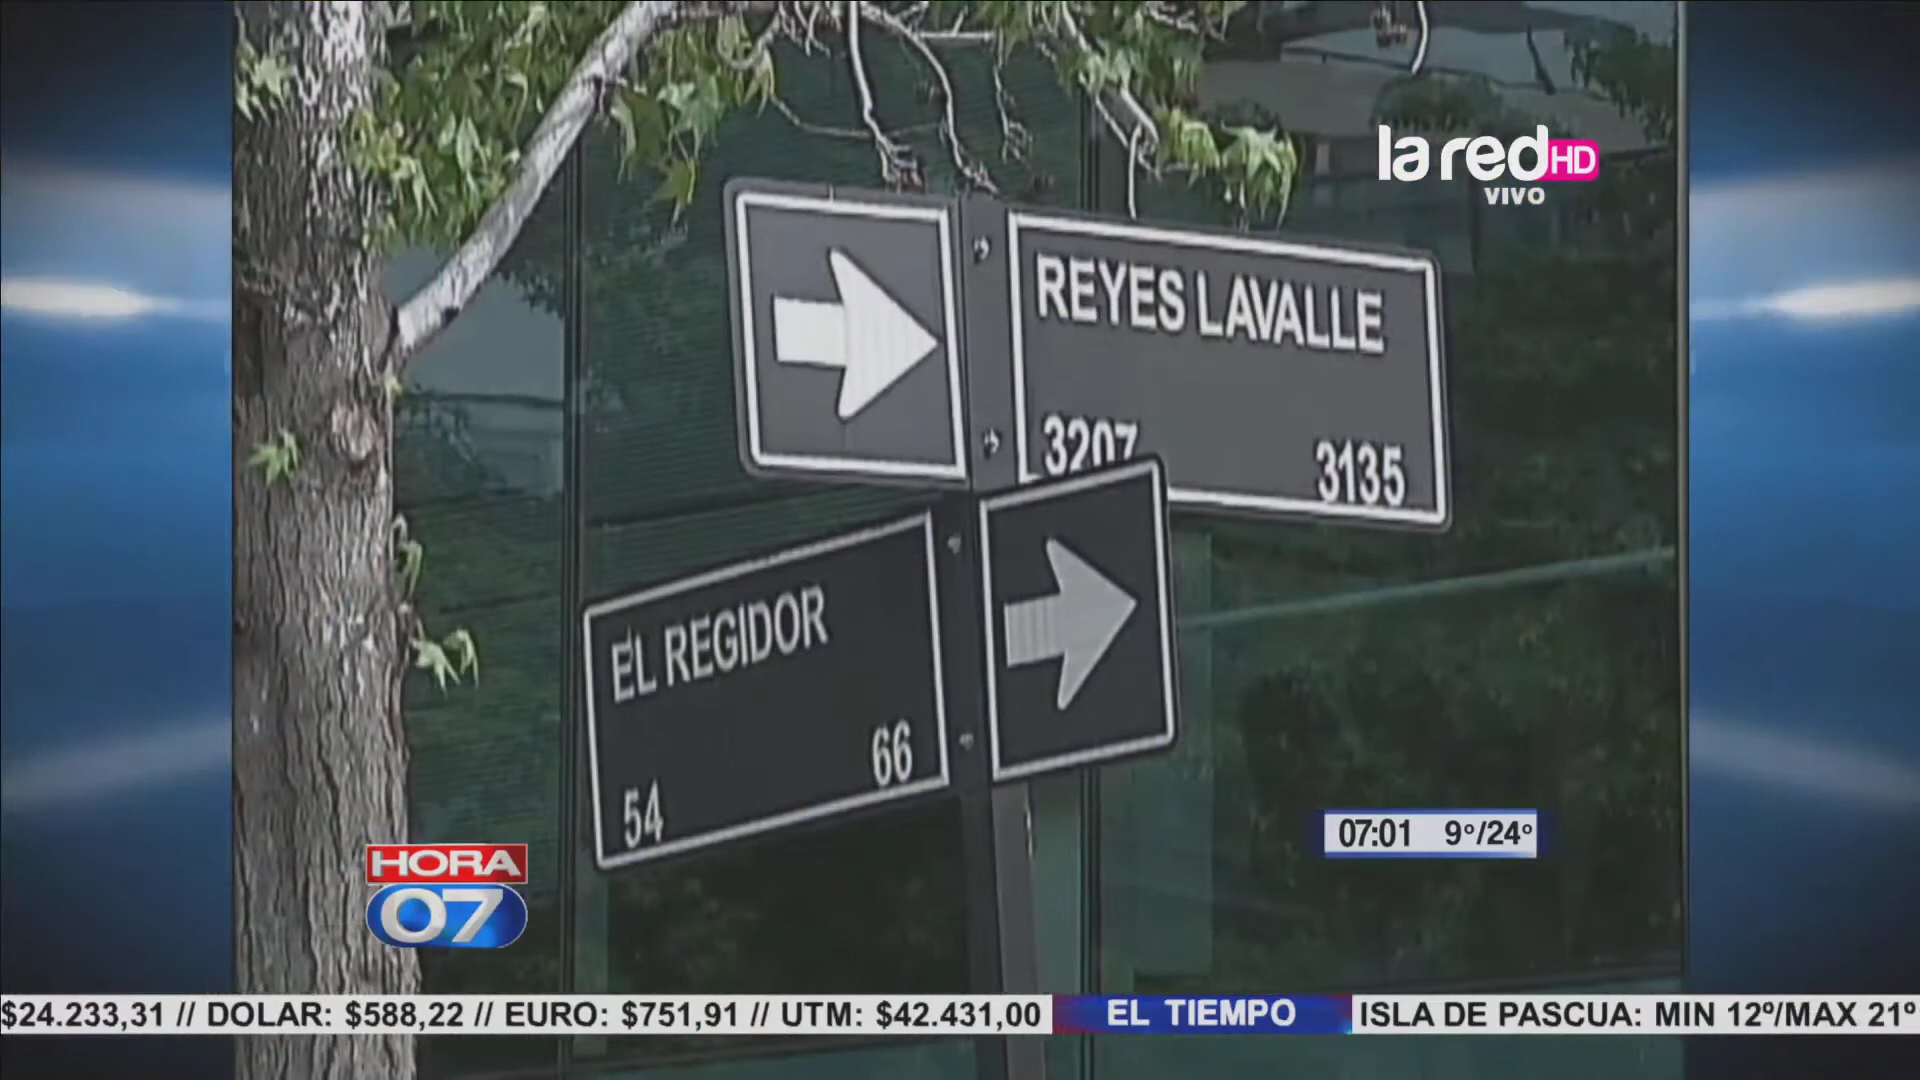 la red HD
VIVO
REYES LAVALLE
3207 3135
EL REGIDOR
54 66
07:01 9°/24°
HORA
07
$24.233,31 // DOLAR: $588,22 // EURO: $751,91 // UTM: $42.431,00 EL TIEMPO ISLA DE PASCUA: MIN 12º/MAX 21º